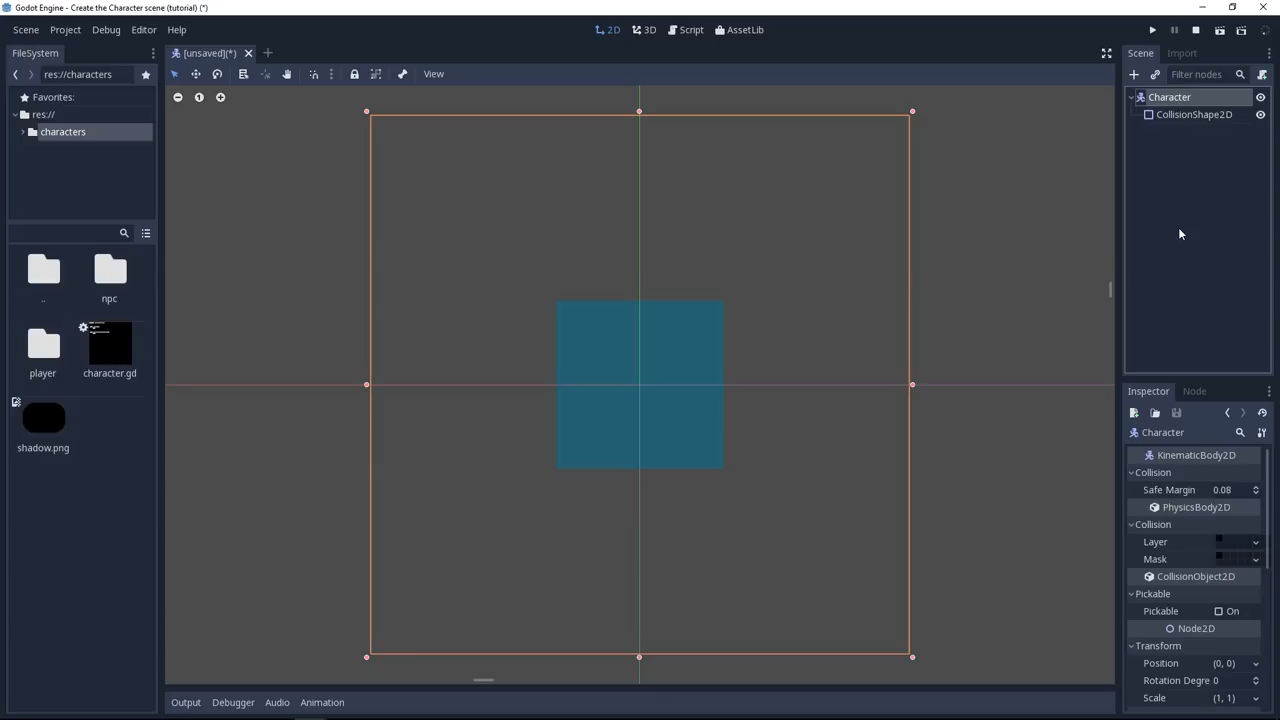 Godot Engine - Create the Character scene (tutorial) (*)
Scene Project Debug Editor Help
2D 3D Script AssetLib
FileSystem
[unsaved](*)
Scene Import
res://characters
View
Filter nodes
Favorites:
res://
characters
Character
CollisionShape2D
..
npc
player
character.gd
shadow.png
Inspector Node
Character
KinematicBody2D
Collision
Safe Margin 0.08
PhysicsBody2D
Collision
Layer
Mask
CollisionObject2D
Pickable
Pickable On
Node2D
Transform
Position (0, 0)
Rotation Degre 0
Scale (1, 1)
Output Debugger Audio Animation